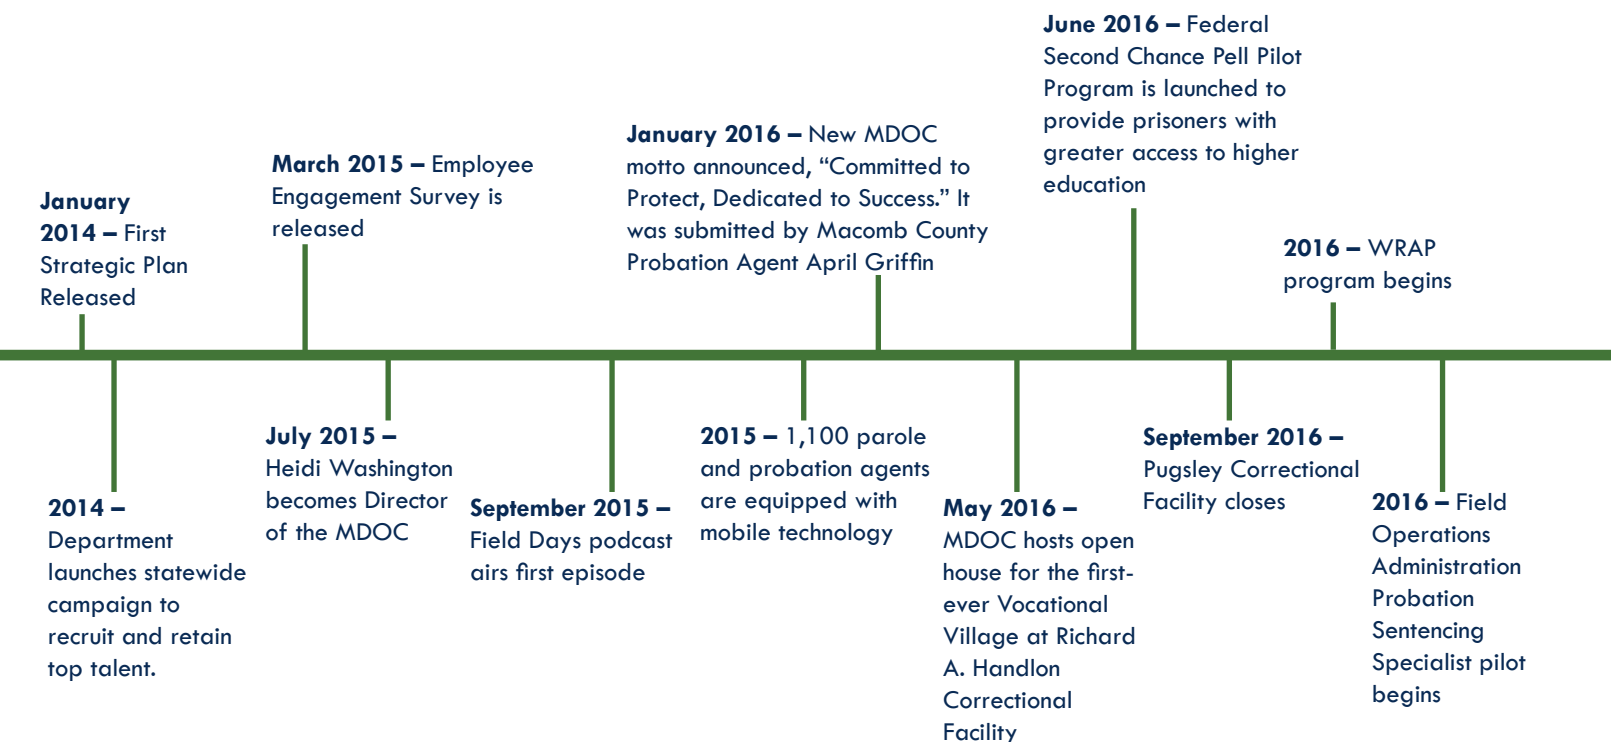 January
2014 – First
Strategic Plan
Released
2014 –
Department
launches statewide
campaign to
recruit and retain
top talent.
March 2015 – Employee
Engagement Survey is
released
July 2015 –
Heidi Washington
becomes Director
of the MDOC
September 2015 –
Field Days podcast
airs first episode
2015 – 1,100 parole
and probation agents
are equipped with
mobile technology
January 2016 – New MDOC
motto announced, “Committed to
Protect, Dedicated to Success.” It
was submitted by Macomb County
Probation Agent April Griffin
May 2016 –
MDOC hosts open
house for the first-
ever Vocational
Village at Richard
A. Handlon
Correctional
Facility
June 2016 – Federal
Second Chance Pell Pilot
Program is launched to
provide prisoners with
greater access to higher
education
September 2016 –
Pugsley Correctional
Facility closes
2016 – WRAP
program begins
2016 – Field
Operations
Administration
Probation
Sentencing
Specialist pilot
begins